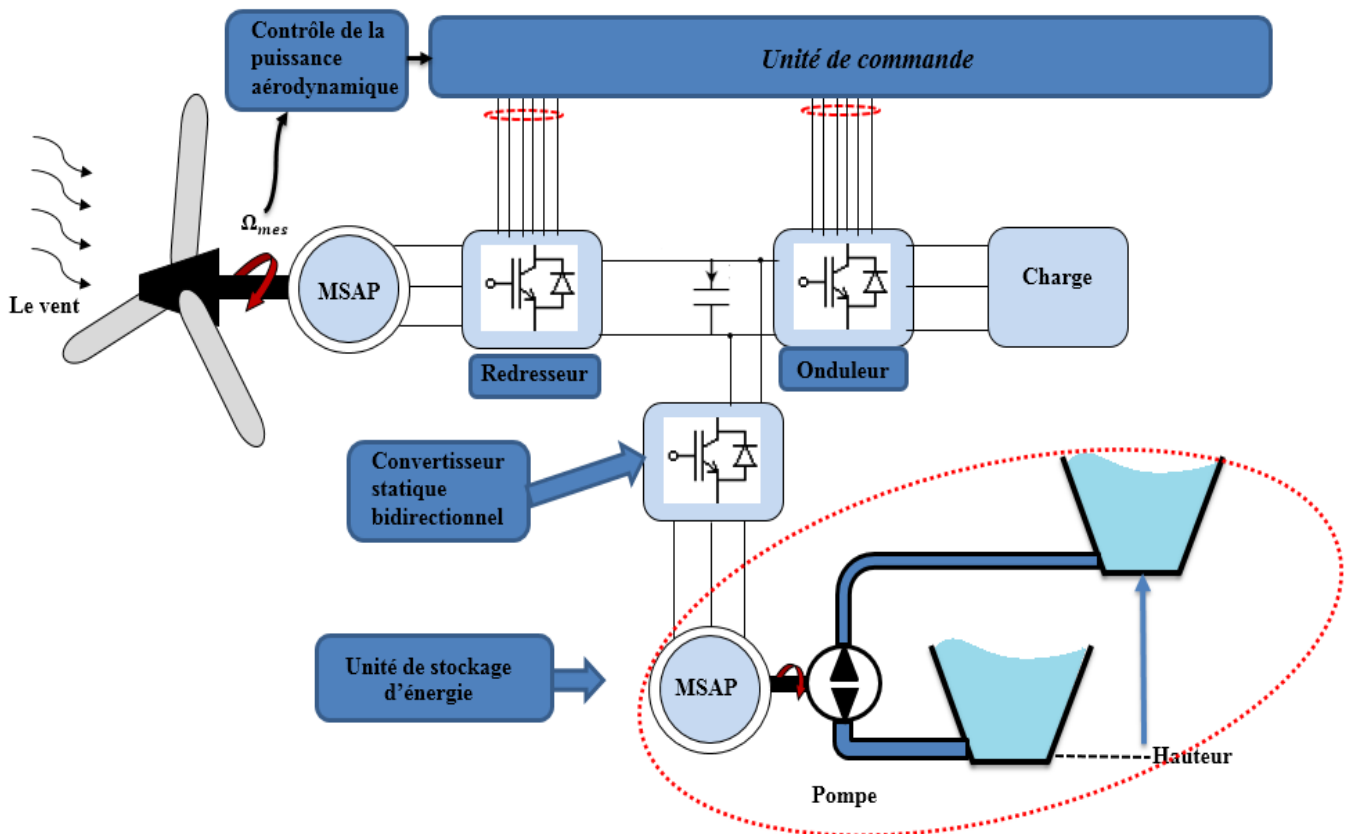 Contrôle de la
puissance
aérodynamique
Unité de commande
Ω𝑚𝑒𝑠
Le vent
MSAP
Charge
Redresseur
Onduleur
Convertisseur
statique
bidirectionnel
Unité de stockage
d'énergie
MSAP
Hauteur
Pompe